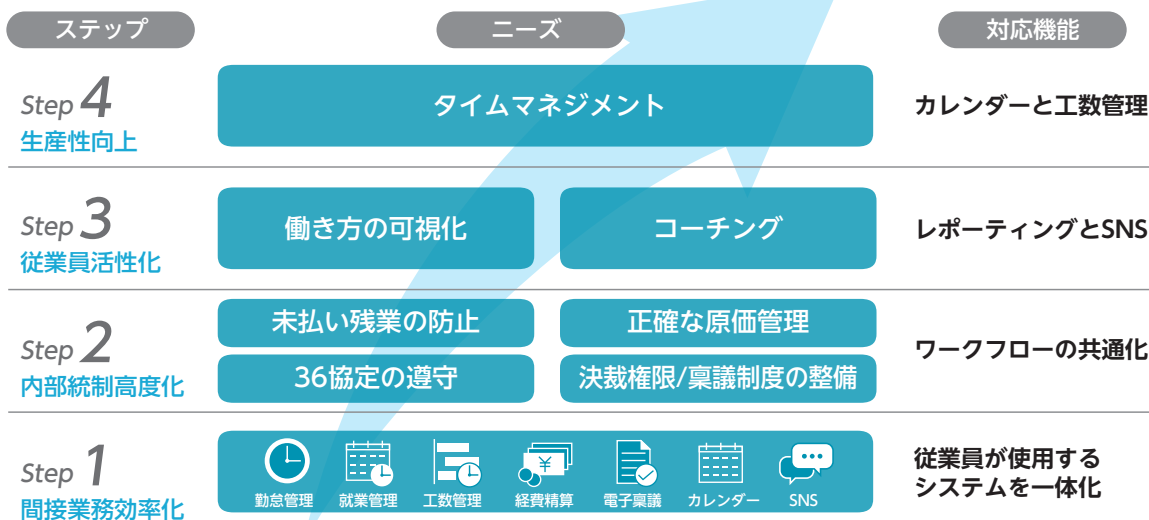 ステップ
ニーズ
対応機能
Step 4
生産性向上
タイムマネジメント
カレンダーと工数管理
Step 3
従業員活性化
働き方の可視化
コーチング
レポーティングとSNS
Step 2
内部統制高度化
未払い残業の防止
正確な原価管理
36協定の遵守
決裁権限/稟議制度の整備
ワークフローの共通化
Step 1
間接業務効率化
¥
勤怠管理
就業管理
工数管理
経費精算
電子稟議
カレンダー
SNS
従業員が使用する
システムを一体化